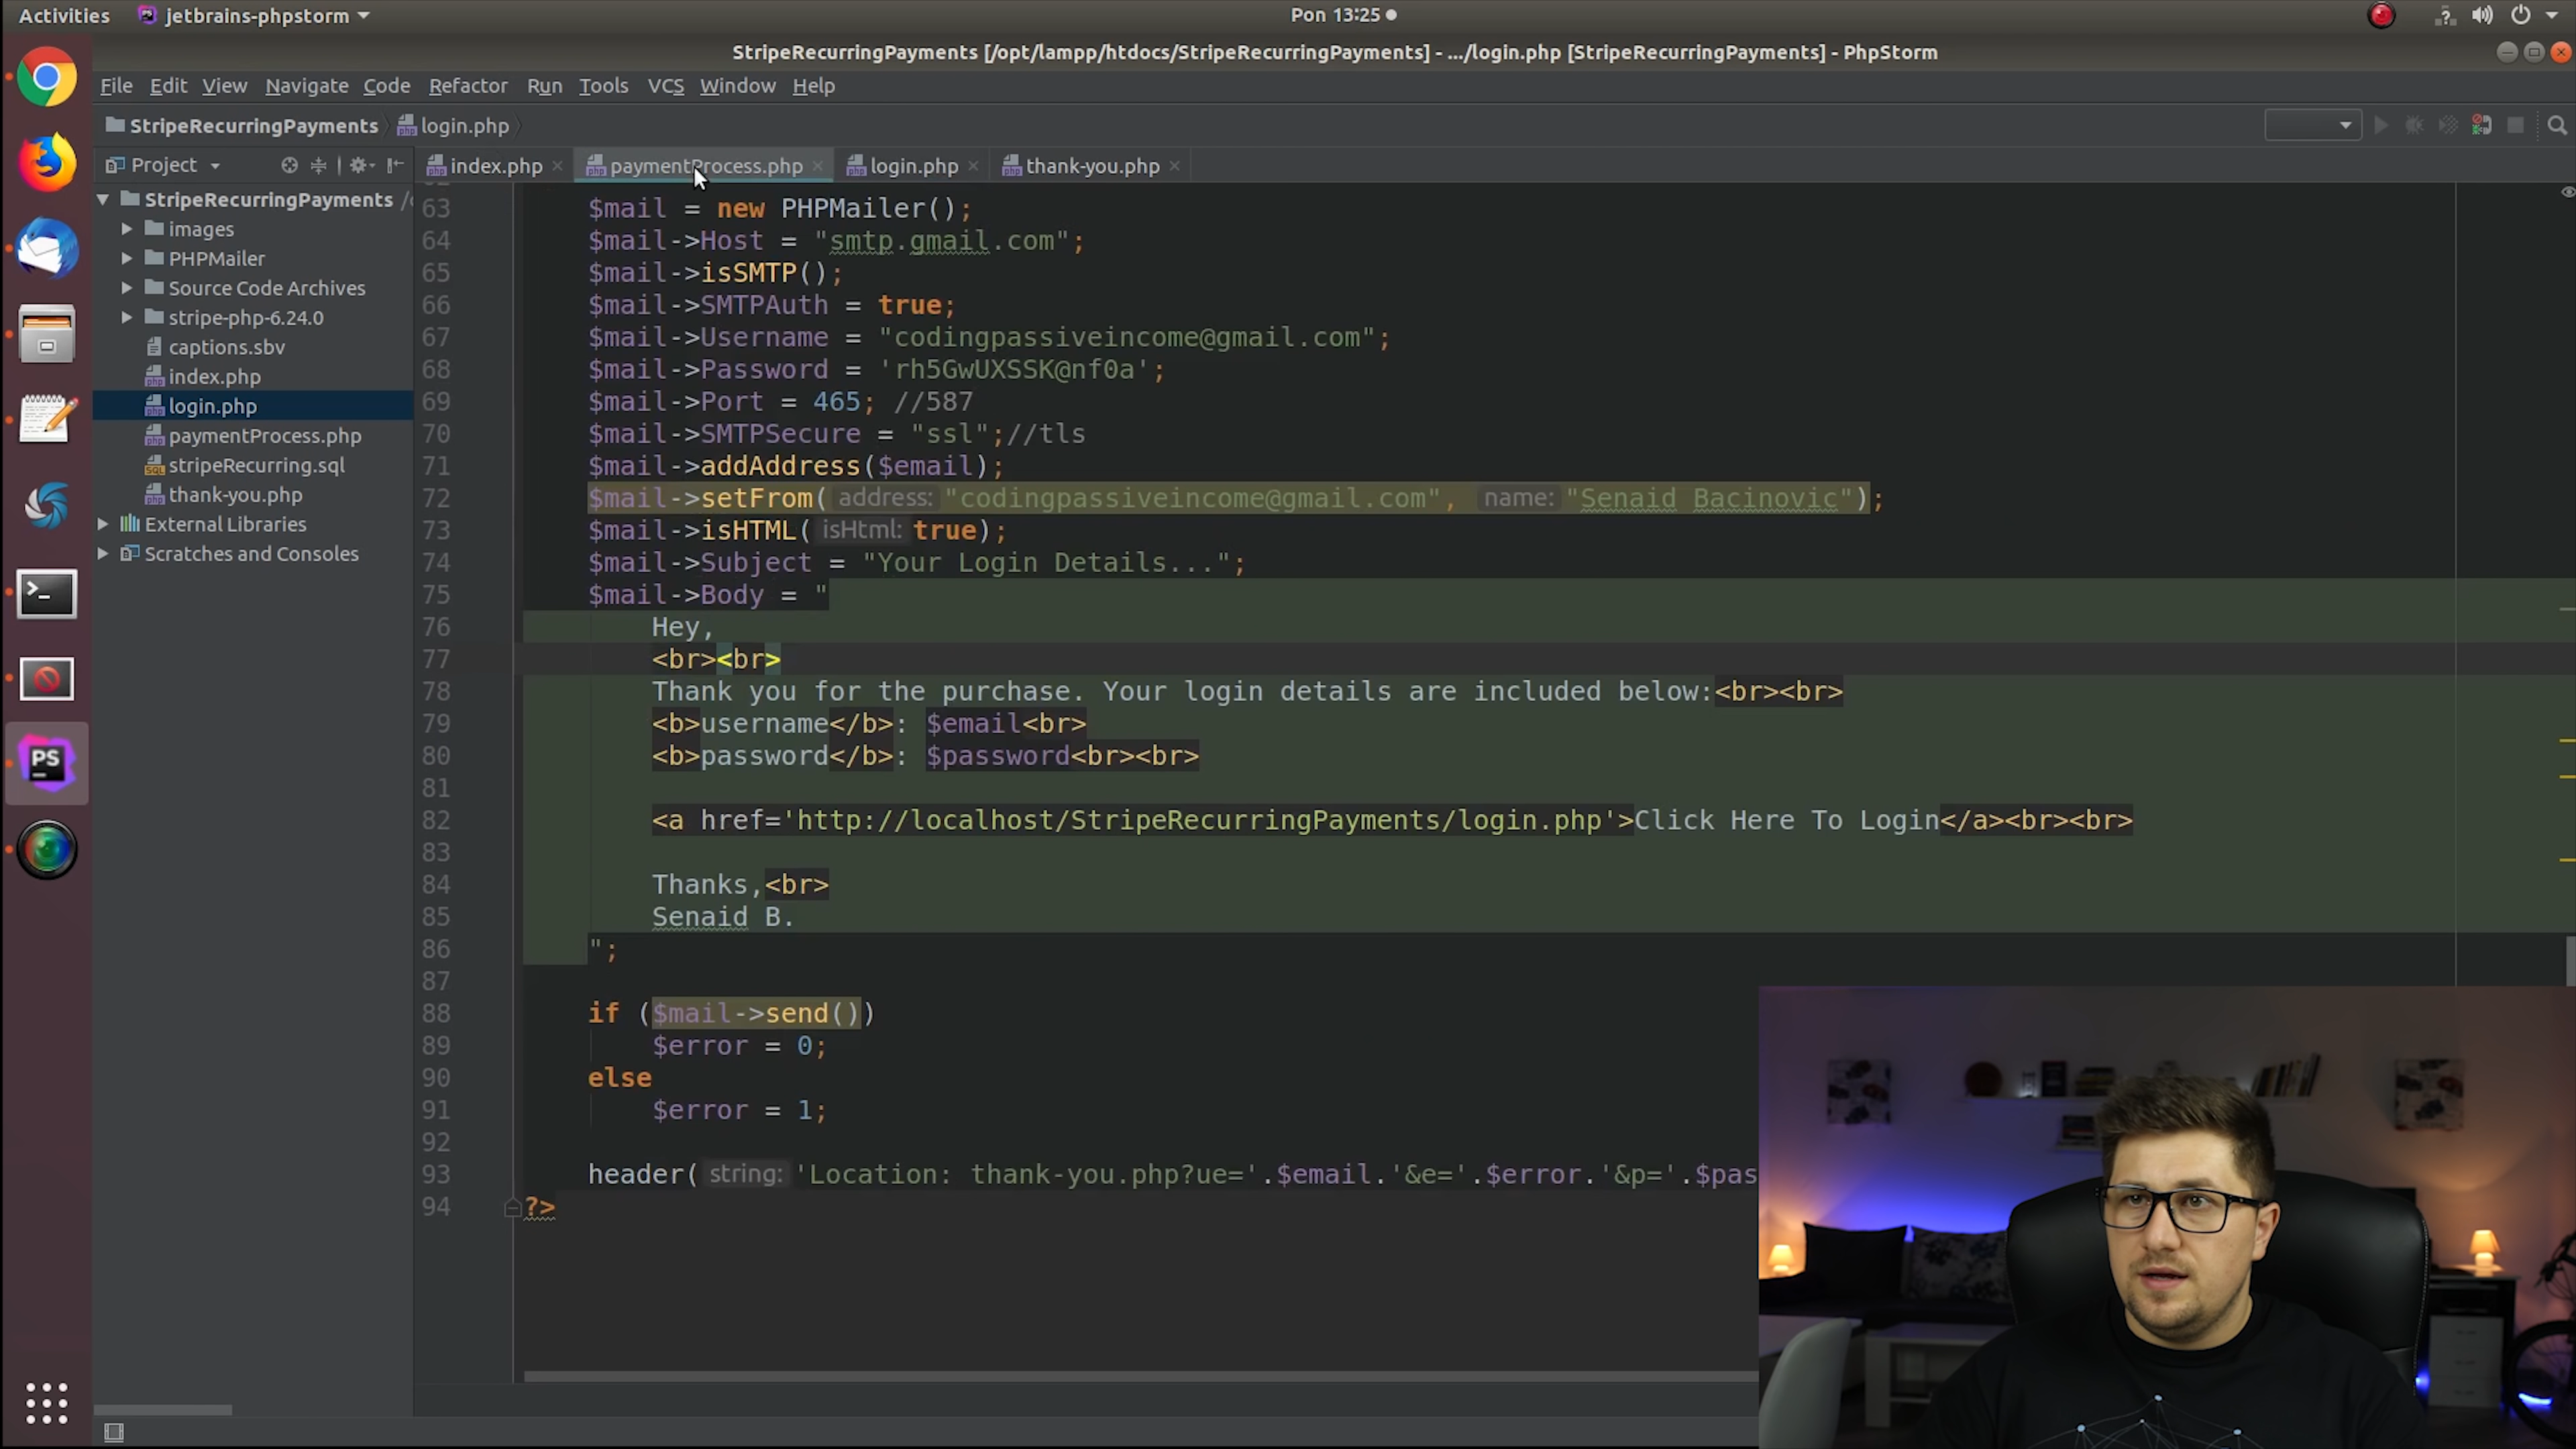 Activities
jetbrains-phpstorm
Pon 13:25
StripeRecurringPayments [/opt/lampp/htdocs/StripeRecurringPayments] - .../login.php [StripeRecurringPayments] - PhpStorm
File Edit View Navigate Code Refactor Run Tools VCS Window Help
StripeRecurringPayments
login.php
Project
index.php
paymentProcess.php
login.php
thank-you.php
StripeRecurringPayments
images
PHPMailer
Source Code Archives
stripe-php-6.24.0
captions.sbv
index.php
login.php
paymentProcess.php
stripeRecurring.sql
thank-you.php
External Libraries
Scratches and Consoles
63 $mail = new PHPMailer();
64 $mail->Host = "smtp.gmail.com";
65 $mail->isSMTP();
66 $mail->SMTPAuth = true;
67 $mail->Username = "codingpassiveincome@gmail.com";
68 $mail->Password = 'rh5GwUXSSK@nf0a';
69 $mail->Port = 465; //587
70 $mail->SMTPSecure = "ssl";//tls
71 $mail->addAddress($email);
72 $mail->setFrom( address: "codingpassiveincome@gmail.com", name: "Senaid Bacinovic");
73 $mail->isHTML( isHtml: true);
74 $mail->Subject = "Your Login Details...";
75 $mail->Body = "
76 Hey,
77 <br><br>
78 Thank you for the purchase. Your login details are included below:<br><br>
79 <b>username</b>: $email<br>
80 <b>password</b>: $password<br><br>
81
82 <a href='http://localhost/StripeRecurringPayments/login.php'>Click Here To Login</a><br><br>
83
84 Thanks,<br>
85 Senaid B.
86 ";
87
88 if ($mail->send())
89 $error = 0;
90 else
91 $error = 1;
92
93 header( string: 'Location: thank-you.php?ue='.$email.'&e='.$error.'&p='.$pas
94 ?>
PS